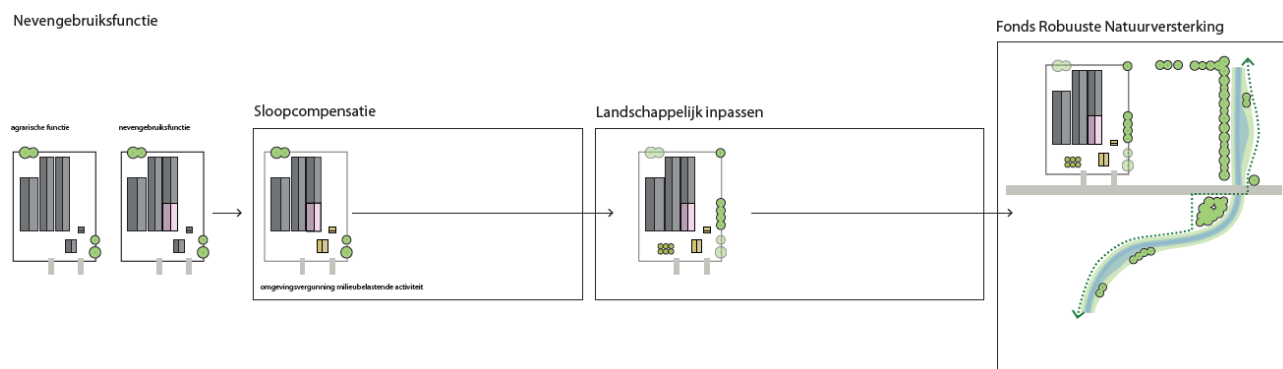 Nevengebruiksfunctie
Fonds Robuuste Natuurversterking
Sloopcompensatie
Landschappelijk inpassen
agrarische functie
nevengebruiksfunctie
omgevingsvergunning milieubelastende activiteit